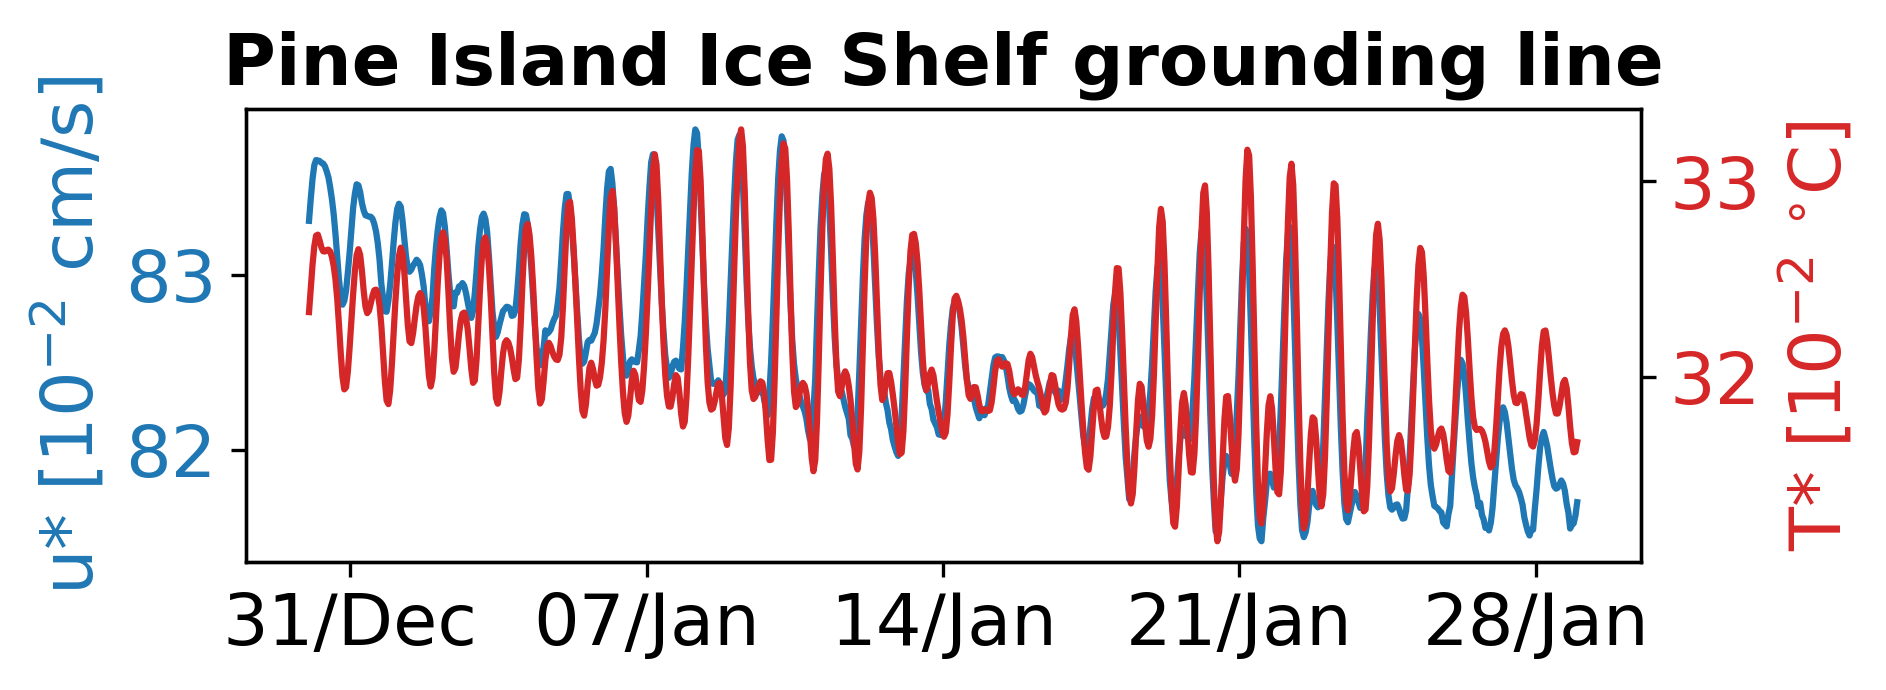 Pine Island Ice Shelf grounding line
u* [10⁻² cm/s]
83
82
33
32
T* [10⁻² °C]
31/Dec 07/Jan 14/Jan 21/Jan 28/Jan